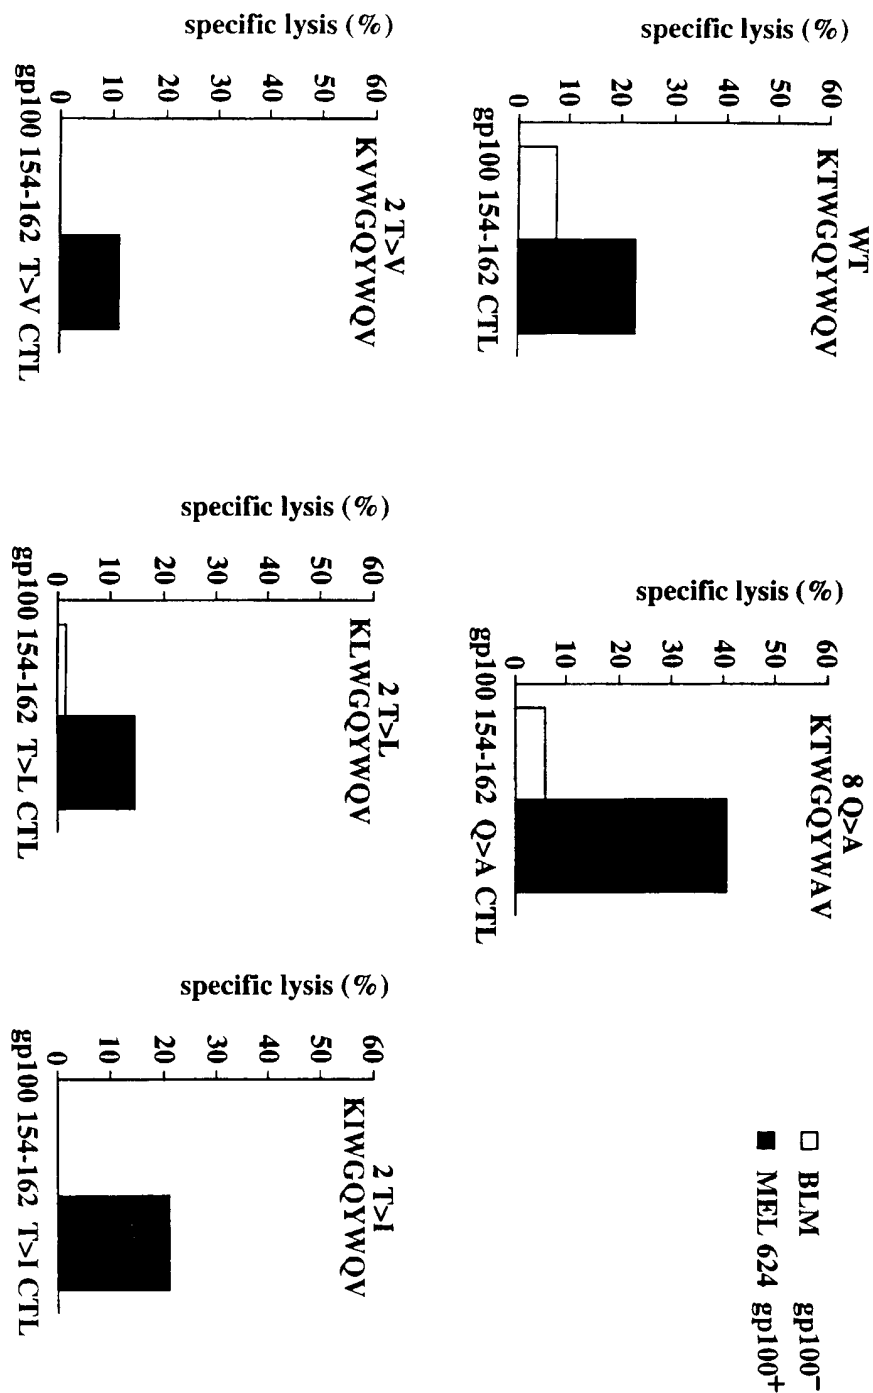 WT
KTWGQYWQV
specific lysis (%)
60
50
40
30
20
10
0
gp100 154-162 CTL
8 Q>A
KTWGQYWAV
specific lysis (%)
60
50
40
30
20
10
0
gp100 154-162 Q>A CTL
BLM gp100-
MEL 624 gp100+
2 T>V
KVWGQYWQV
specific lysis (%)
60
50
40
30
20
10
0
gp100 154-162 T>V CTL
2 T>L
KLWGQYWQV
specific lysis (%)
60
50
40
30
20
10
0
gp100 154-162 T>L CTL
2 T>I
KIWGQYWQV
specific lysis (%)
60
50
40
30
20
10
0
gp100 154-162 T>I CTL